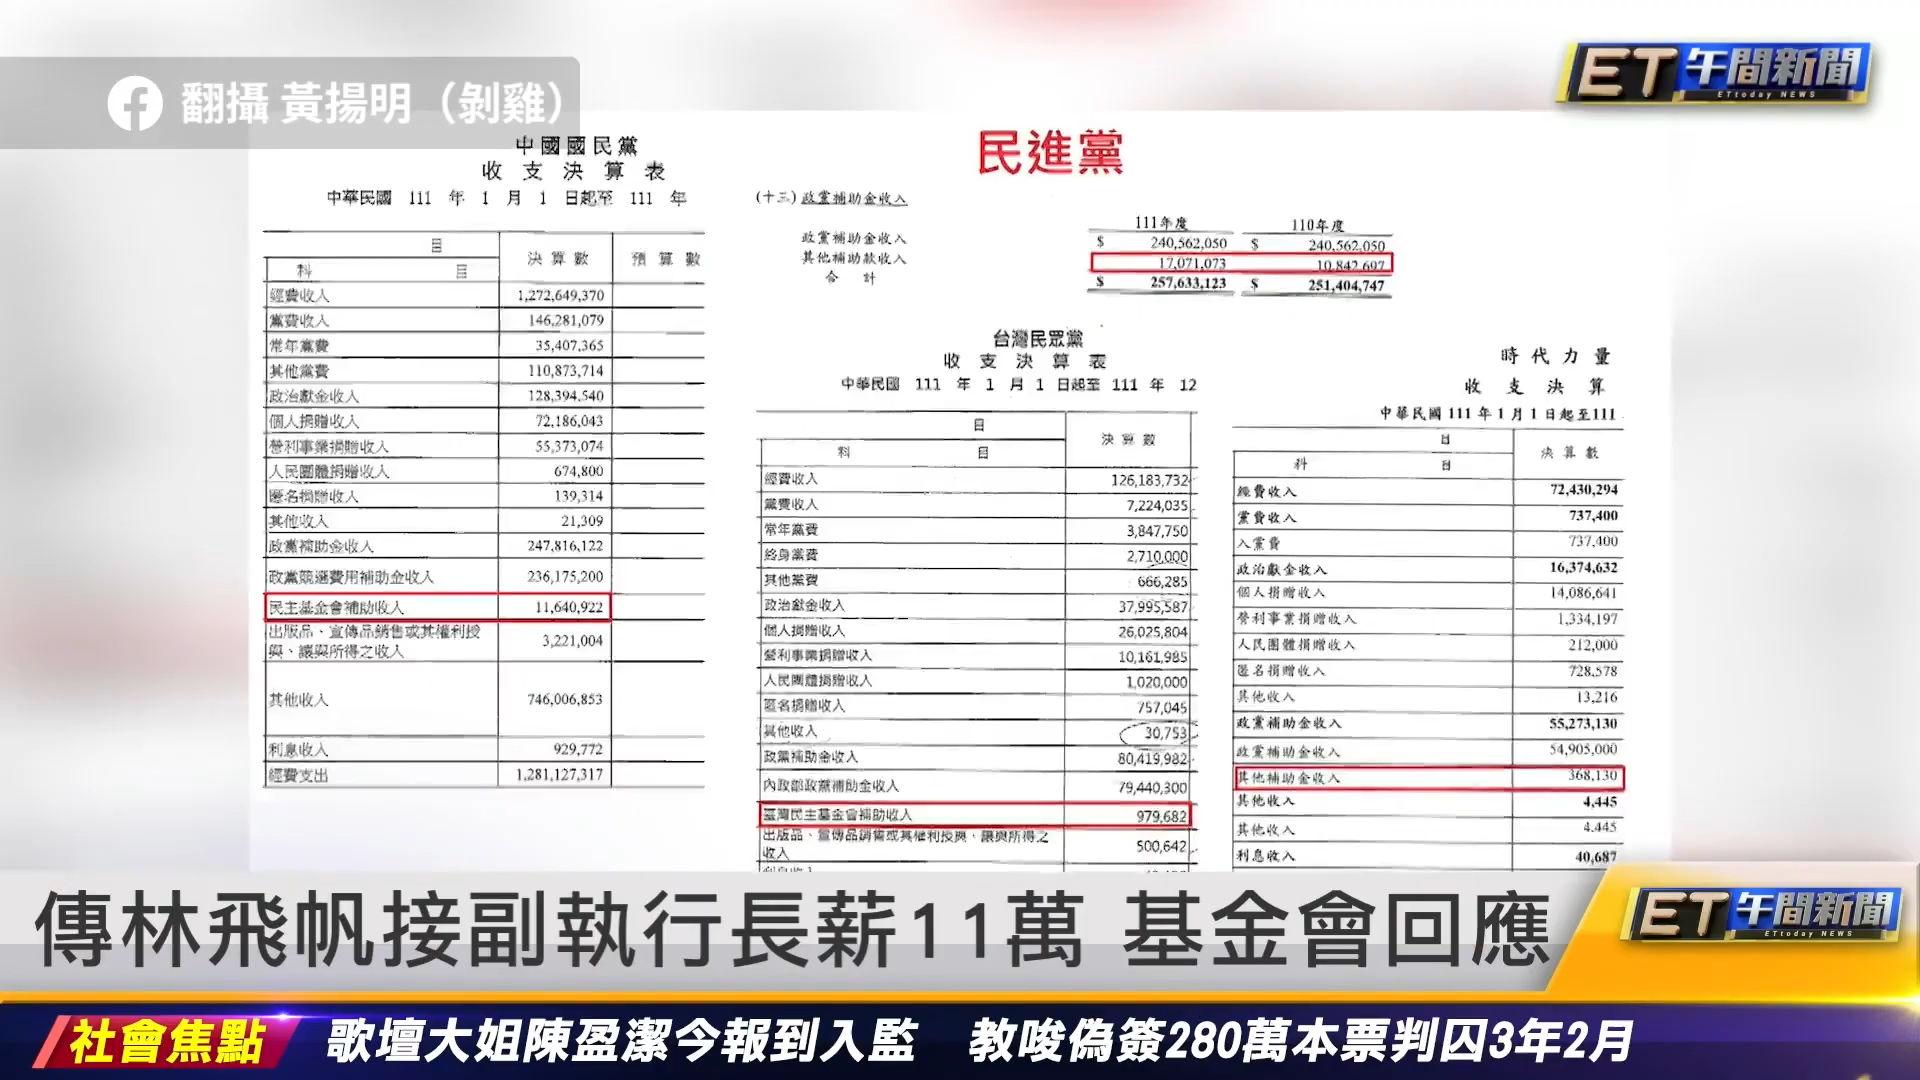 翻攝 黃揚明（剝雞）
ET午間新聞
ETtoday NEWS
中國國民黨
收支決算表
中華民國 111 年 1 月 1 日起至 111 年
目 決算數 預算數
科 目
經費收入 1,272,649,370
黨費收入 146,281,079
常年黨費 35,407,365
其他黨費 110,873,714
政治獻金收入 128,394,540
個人捐贈收入 72,186,043
營利事業捐贈收入 55,373,074
人民團體捐贈收入 674,800
匿名捐贈收入 139,314
其他收入 21,309
政黨補助金收入 247,816,122
政黨競選費用補助金收入 236,175,200
民主基金會補助收入 11,640,922
出版品、宣傳品銷售或其權利授
與、讓與所得之收入 3,221,004
其他收入 746,006,853
利息收入 929,772
經費支出 1,281,127,317
民進黨
(十三) 政黨補助金收入
111年度 110年度
政黨補助金收入 $ 240,562,050 $ 240,562,050
其他補助款收入 17,071,073 10,842,697
合計 $ 257,633,123 $ 251,404,747
台灣民眾黨
收支決算表
中華民國 111 年 1 月 1 日起至 111 年 12
目 決算數
科 目
經費收入 126,183,732
黨費收入 7,224,035
常年黨費 3,847,750
終身黨費 2,710,000
其他黨費 666,285
政治獻金收入 37,995,587
個人捐贈收入 26,025,804
營利事業捐贈收入 10,161,985
人民團體捐贈收入 1,020,000
匿名捐贈收入 757,045
其他收入 30,753
政黨補助金收入 80,419,982
內政部政黨補助金收入 79,440,300
臺灣民主基金會補助收入 979,682
出版品、宣傳品銷售或其權利授與、讓與所得之
收入 500,642
時代力量
收支決算
中華民國 111 年 1 月 1 日起至111
目 決算數
科 目
經費收入 72,430,294
黨費收入 737,400
入黨費 737,400
政治獻金收入 16,374,632
個人捐贈收入 14,086,641
營利事業捐贈收入 1,334,197
人民團體捐贈收入 212,000
匿名捐贈收入 728,578
其他收入 13,216
政黨補助金收入 55,273,130
政黨補助金收入 54,905,000
其他補助金收入 368,130
其他收入 4,445
其他收入 4,445
利息收入 40,687
傳林飛帆接副執行長薪11萬 基金會回應
ET午間新聞
ETtoday NEWS
社會焦點 歌壇大姐陳盈潔今報到入監 教唆偽簽280萬本票判囚3年2月